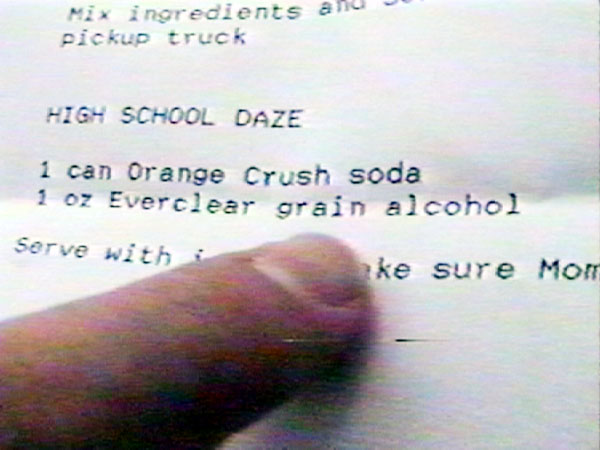 Mix ingredients and
pickup truck
HIGH SCHOOL DAZE
1 can Orange Crush soda
1 oz Everclear grain alcohol
Serve with sure Mom